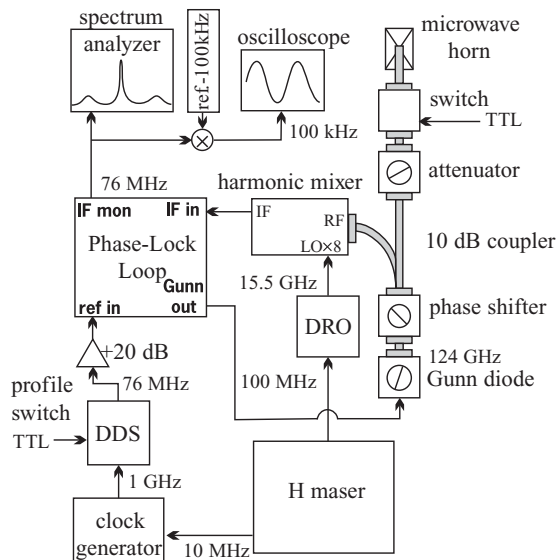 spectrum
analyzer
ref.-100kHz
oscilloscope
100 kHz
microwave
horn
switch
TTL
attenuator
76 MHz
harmonic mixer
IF mon
IF in
IF
RF
LO×8
Phase-Lock
Loop
Gunn
out
ref in
10 dB coupler
15.5 GHz
DRO
phase shifter
+20 dB
124 GHz
Gunn diode
76 MHz
100 MHz
profile
switch
TTL
DDS
1 GHz
H maser
clock
generator
10 MHz